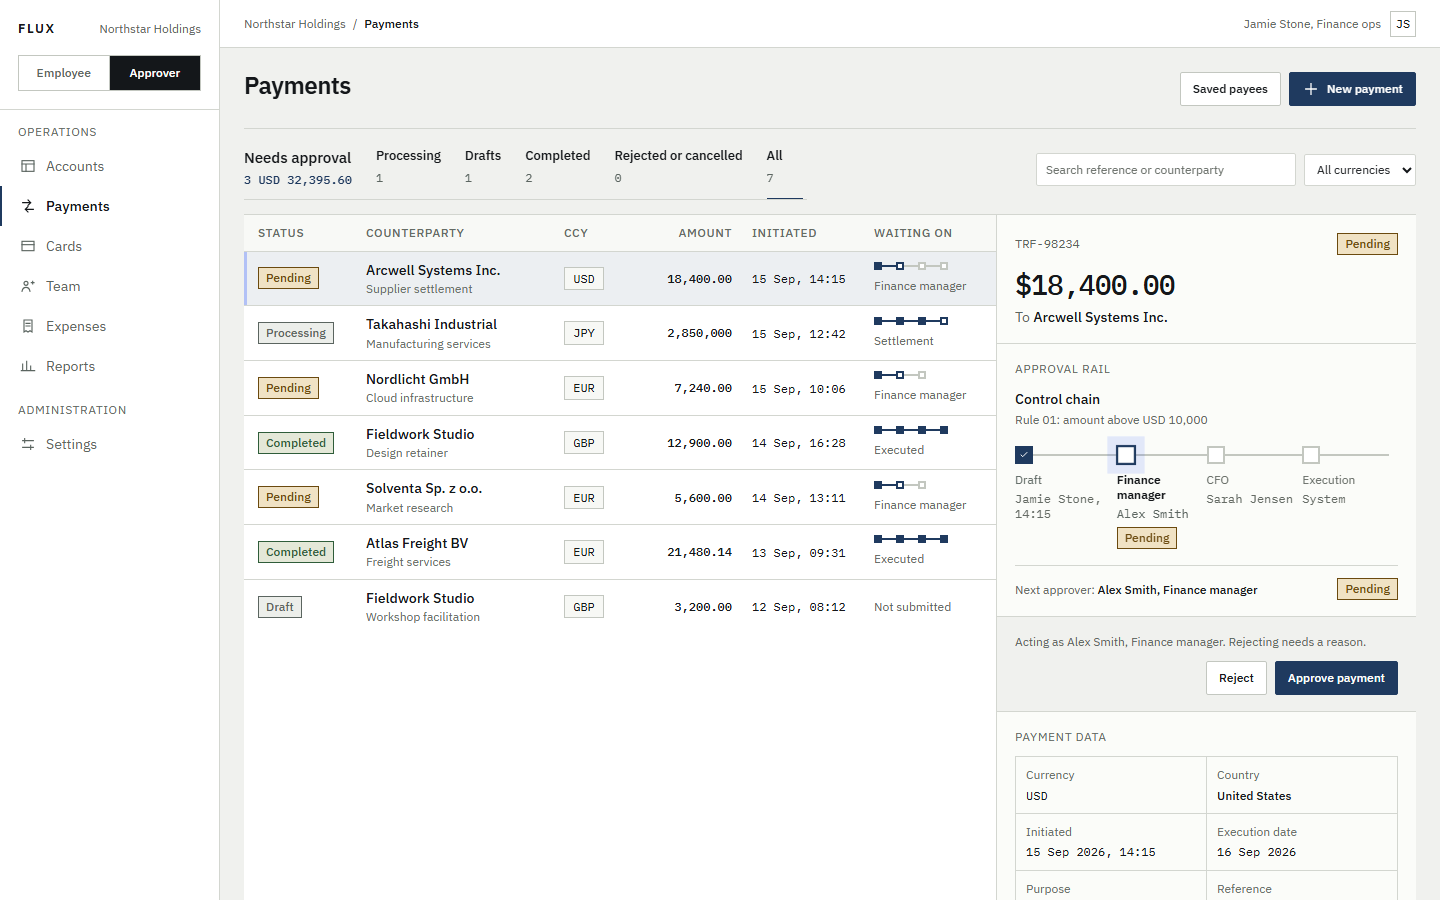 FLUX
Northstar Holdings
Employee
Approver
OPERATIONS
Accounts
Payments
Cards
Team
Expenses
Reports
ADMINISTRATION
Settings
Northstar Holdings / Payments
Jamie Stone, Finance ops
JS
Payments
Saved payees
New payment
Needs approval
3 USD 32,395.60
Processing
1
Drafts
1
Completed
2
Rejected or cancelled
0
All
7
Search reference or counterparty
All currencies
STATUS COUNTERPARTY CCY AMOUNT INITIATED WAITING ON
Pending Arcwell Systems Inc. USD 18,400.00 15 Sep, 14:15
Supplier settlement Finance manager
Processing Takahashi Industrial JPY 2,850,000 15 Sep, 12:42
Manufacturing services Settlement
Pending Nordlicht GmbH EUR 7,240.00 15 Sep, 10:06
Cloud infrastructure Finance manager
Completed Fieldwork Studio GBP 12,900.00 14 Sep, 16:28
Design retainer Executed
Pending Solventa Sp. z o.o. EUR 5,600.00 14 Sep, 13:11
Market research Finance manager
Completed Atlas Freight BV EUR 21,480.14 13 Sep, 09:31
Freight services Executed
Draft Fieldwork Studio GBP 3,200.00 12 Sep, 08:12 Not submitted
Workshop facilitation
TRF-98234
Pending
$18,400.00
To Arcwell Systems Inc.
APPROVAL RAIL
Control chain
Rule 01: amount above USD 10,000
Draft
Jamie Stone,
14:15
Finance
manager
Alex Smith
Pending
CFO
Sarah Jensen
Execution
System
Next approver: Alex Smith, Finance manager
Pending
Acting as Alex Smith, Finance manager. Rejecting needs a reason.
Reject
Approve payment
PAYMENT DATA
Currency
USD
Country
United States
Initiated
15 Sep 2026, 14:15
Execution date
16 Sep 2026
Purpose
Reference